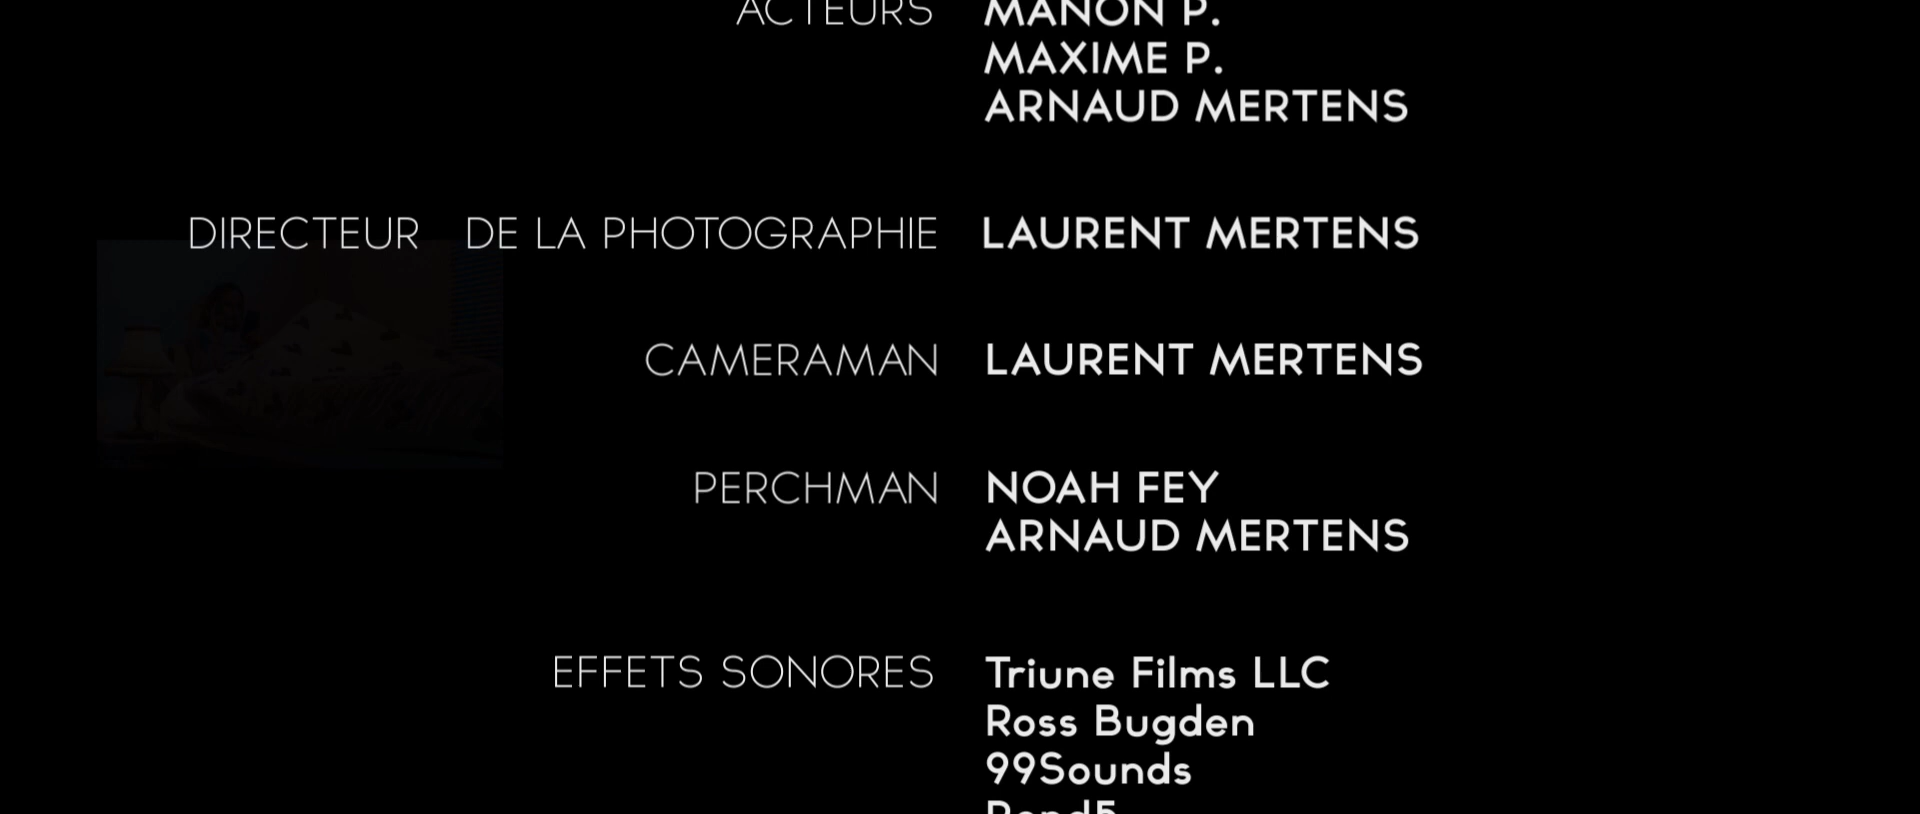 ACTEURS MANON P.
MAXIME P.
ARNAUD MERTENS
DIRECTEUR DE LA PHOTOGRAPHIE LAURENT MERTENS
CAMERAMAN LAURENT MERTENS
PERCHMAN NOAH FEY
ARNAUD MERTENS
EFFETS SONORES Triune Films LLC
Ross Bugden
99Sounds
Pond5